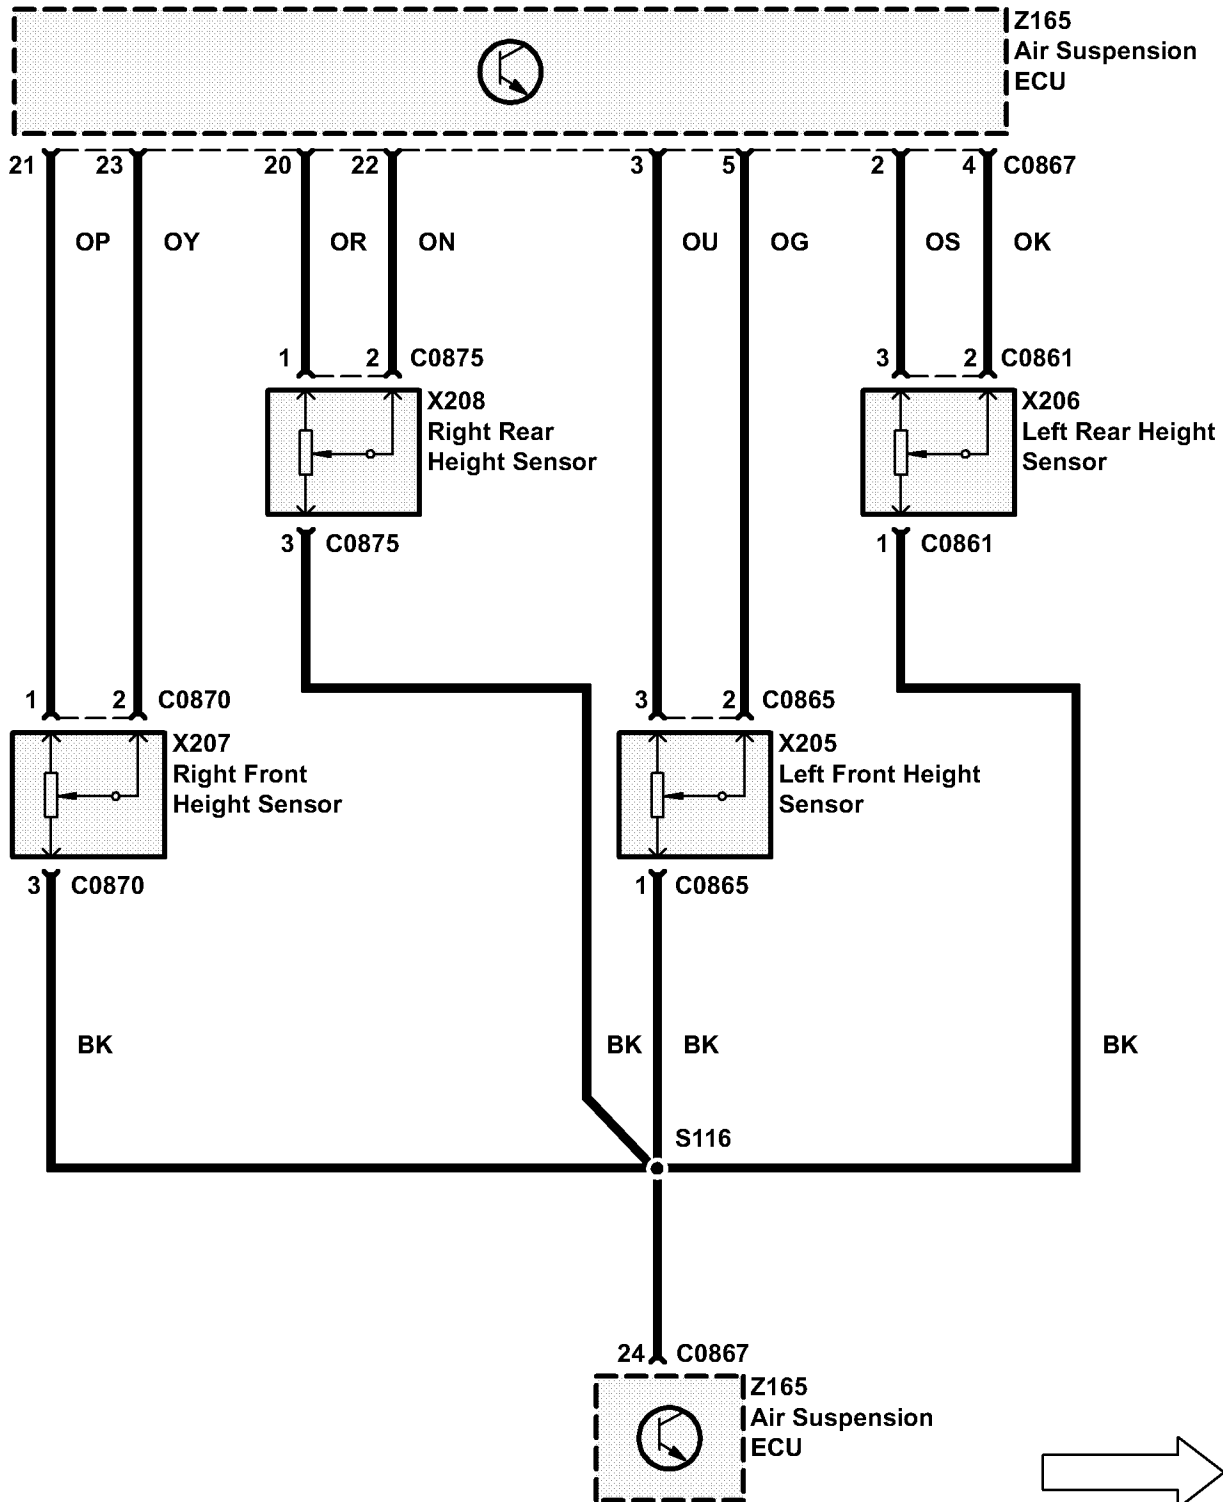 Z165
Air Suspension
ECU
21 23 20 22 3 5 2 4 C0867
OP OY OR ON OU OG OS OK
1 2 C0875 3 2 C0861
X208
Right Rear
Height Sensor
X206
Left Rear Height
Sensor
3 C0875 1 C0861
1 2 C0870 3 2 C0865
X207
Right Front
Height Sensor
X205
Left Front Height
Sensor
3 C0870 1 C0865
BK BK BK BK
S116
24 C0867
Z165
Air Suspension
ECU